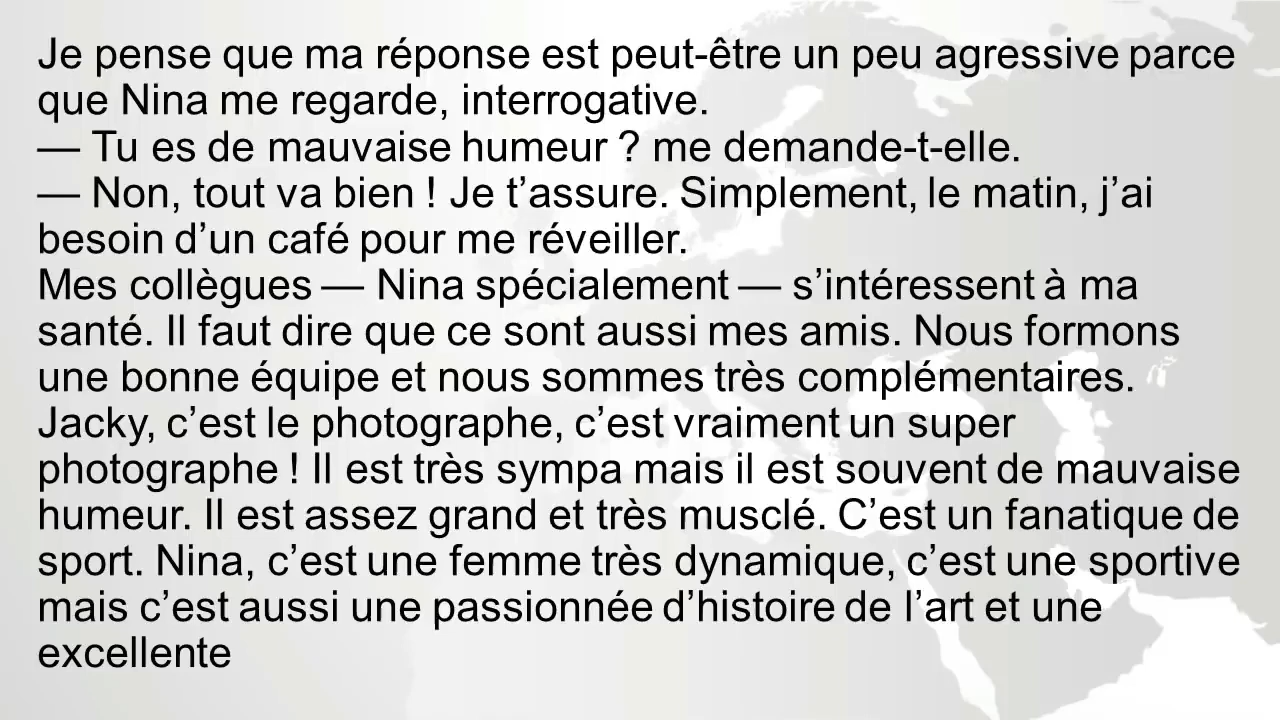 Je pense que ma réponse est peut-être un peu agressive parce
que Nina me regarde, interrogative.
— Tu es de mauvaise humeur ? me demande-t-elle.
— Non, tout va bien ! Je t’assure. Simplement, le matin, j’ai
besoin d’un café pour me réveiller.
Mes collègues — Nina spécialement — s’intéressent à ma
santé. Il faut dire que ce sont aussi mes amis. Nous formons
une bonne équipe et nous sommes très complémentaires.
Jacky, c’est le photographe, c’est vraiment un super
photographe ! Il est très sympa mais il est souvent de mauvaise
humeur. Il est assez grand et très musclé. C’est un fanatique de
sport. Nina, c’est une femme très dynamique, c’est une sportive
mais c’est aussi une passionnée d’histoire de l’art et une
excellente